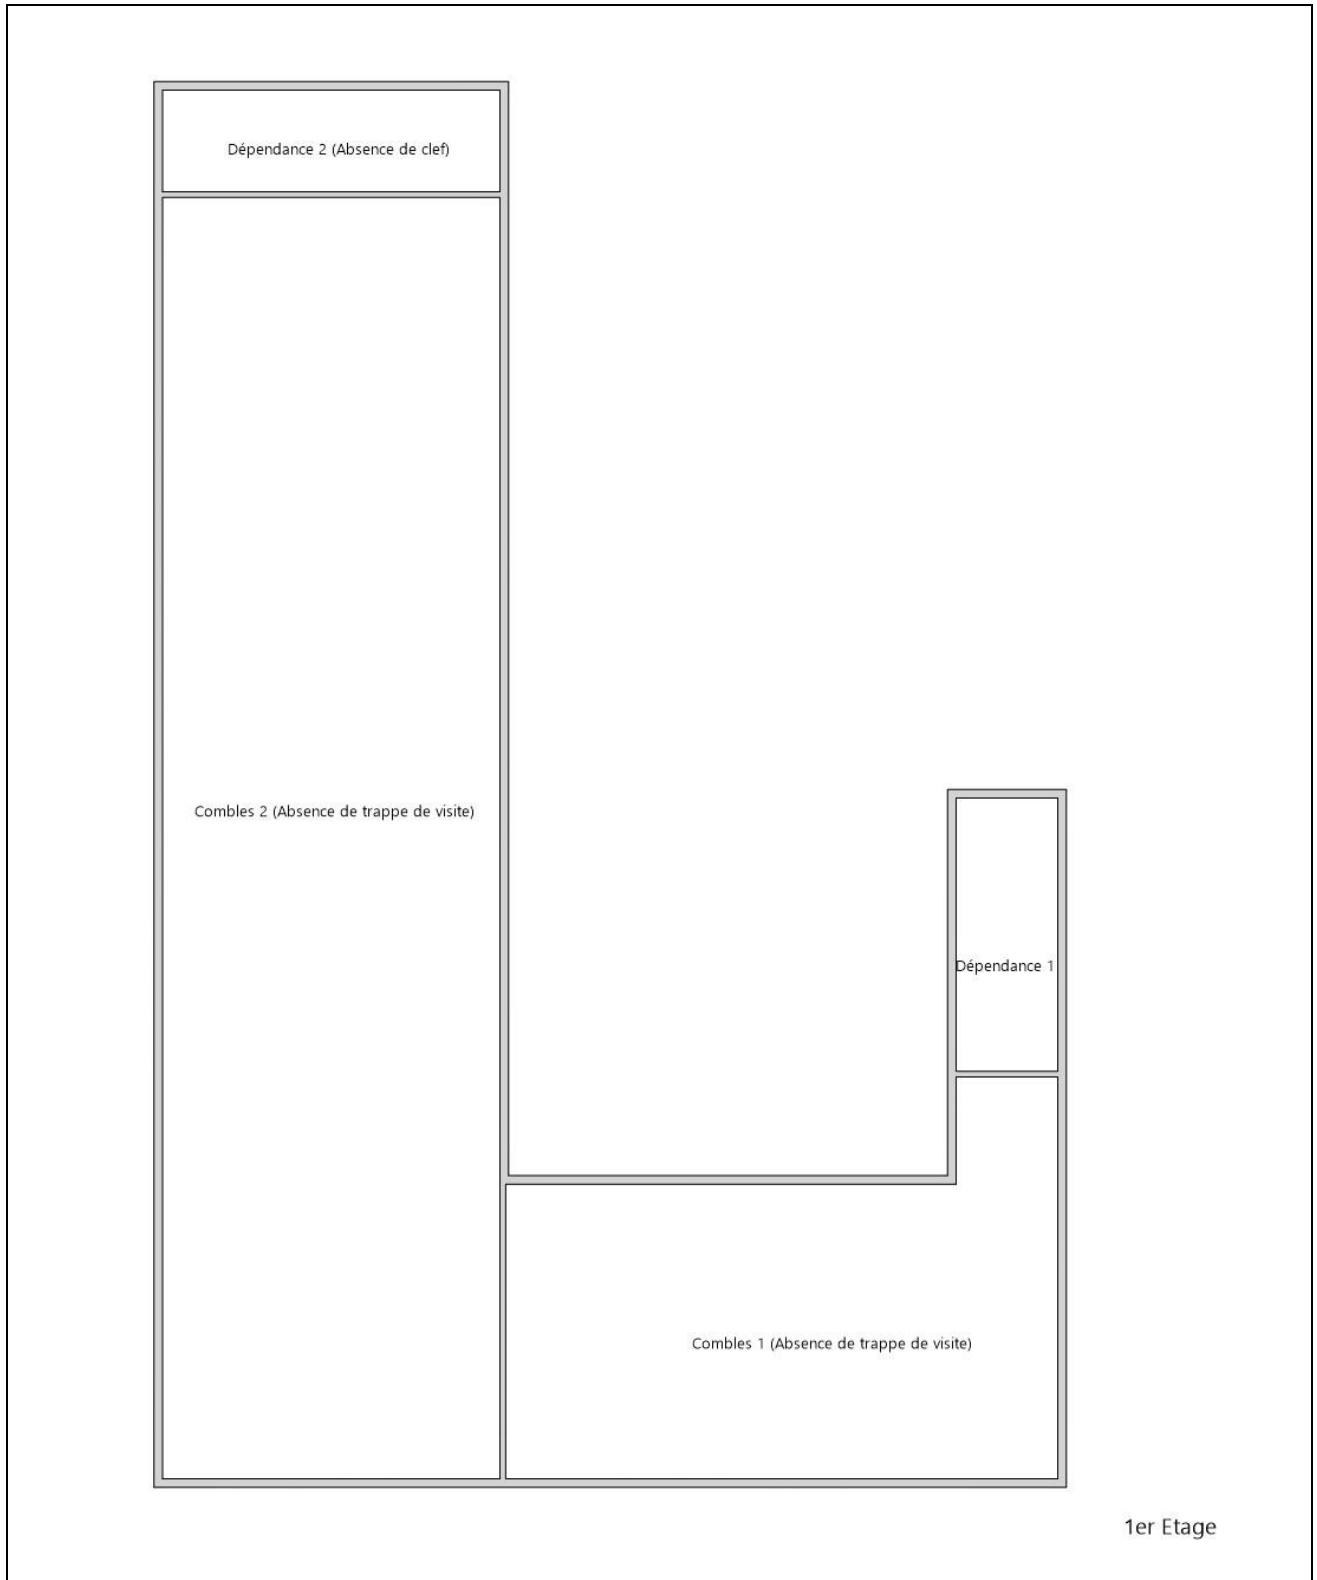 Dépendance 2 (Absence de clef)
Combles 2 (Absence de trappe de visite)
Dépendance 1
Combles 1 (Absence de trappe de visite)
1er Etage